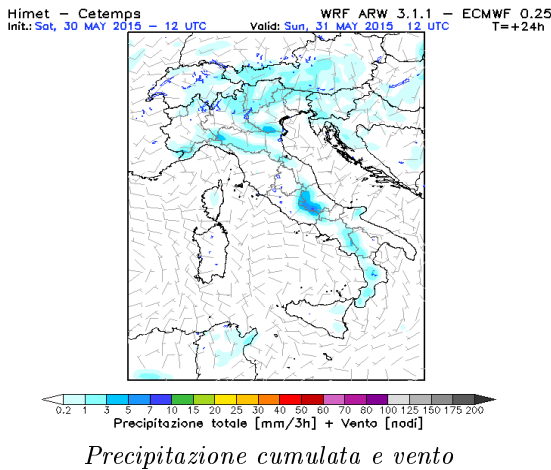 Himet – Cetemps WRF ARW 3.1.1 – ECMWF 0.25
Init.: Sat, 30 MAY 2015 – 12 UTC Valid: Sun, 31 MAY 2015 12 UTC T=+24h
0.2 1 3 5 7 10 15 20 25 30 40 50 60 70 80 100 125 150 175 200
Precipitazione totale [mm/3h] + Vento [nodi]
Precipitazione cumulata e vento